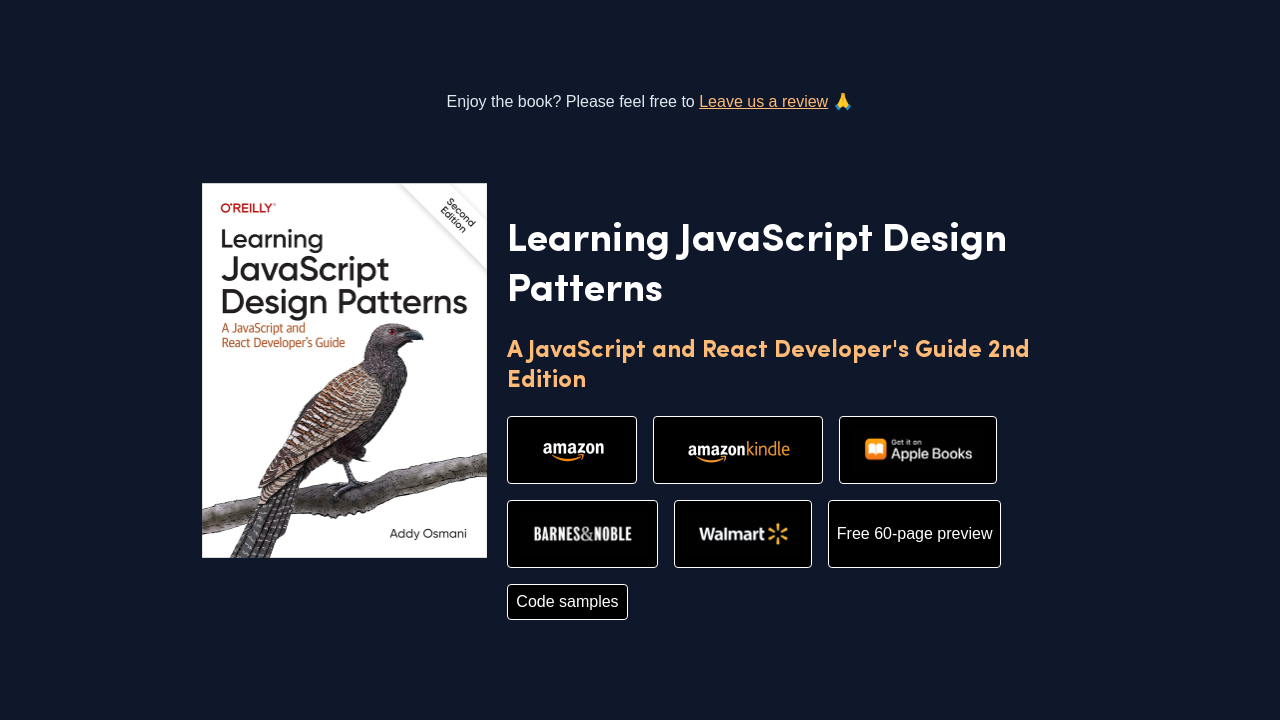 Enjoy the book? Please feel free to Leave us a review 🙏
O'REILLY®
Second
Edition
Learning
JavaScript
Design Patterns
A JavaScript and
React Developer's Guide
Addy Osmani
Learning JavaScript Design
Patterns
A JavaScript and React Developer's Guide 2nd
Edition
amazon
amazonkindle
Get it on
Apple Books
BARNES&NOBLE
Walmart
Free 60-page preview
Code samples